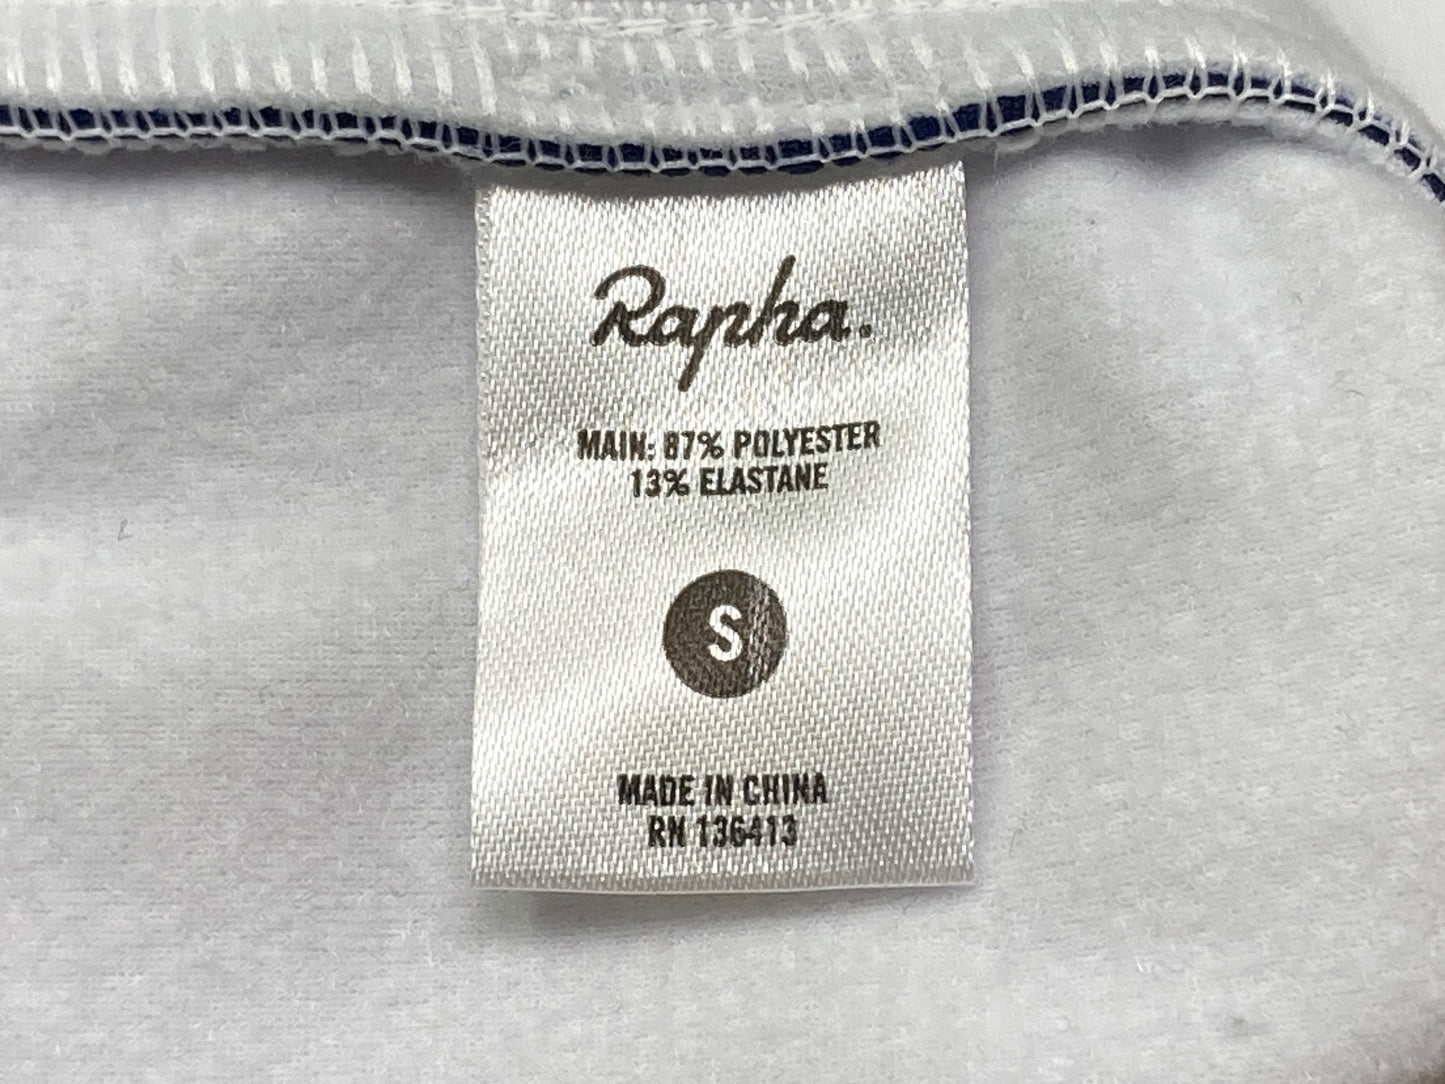 Rapha.
MAIN: 87% POLYESTER
13% ELASTANE
S
MADE IN CHINA
RN 136413